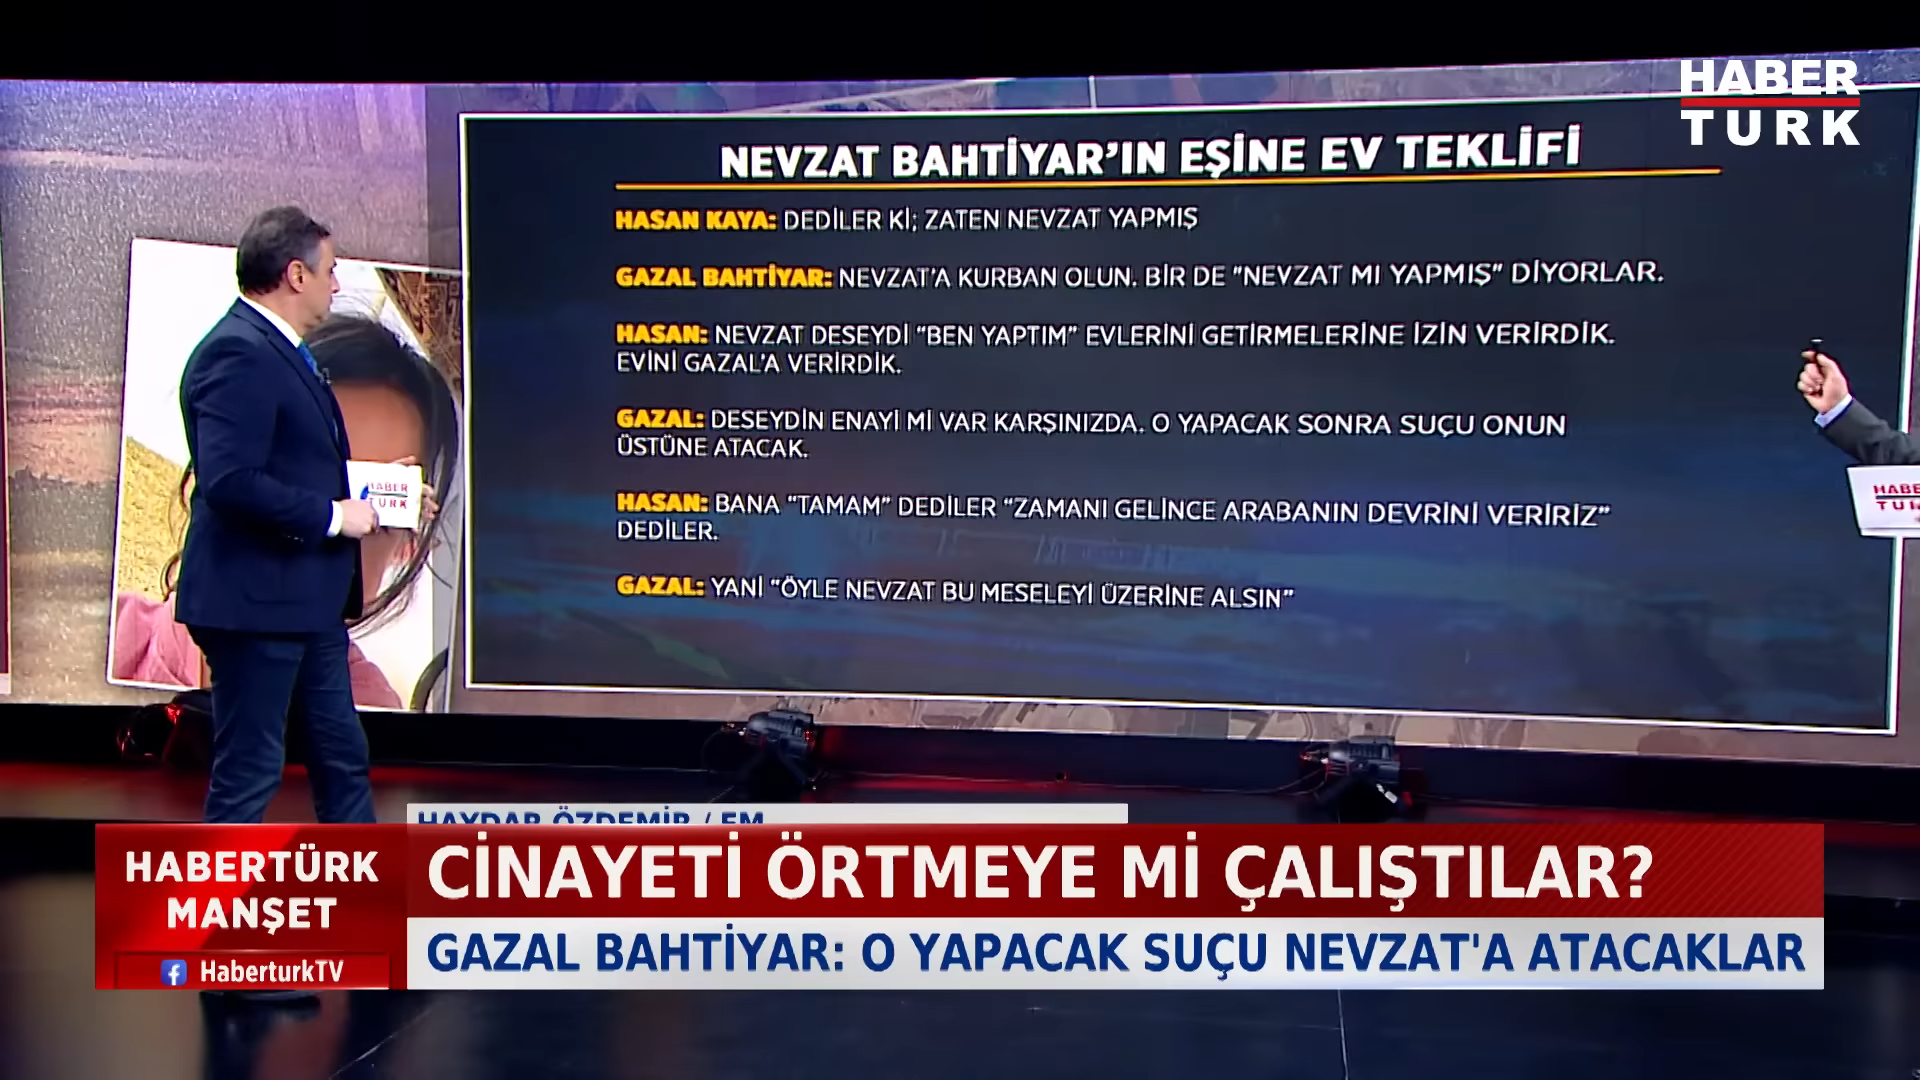 HABER
TURK
NEVZAT BAHTİYAR'IN EŞİNE EV TEKLİFİ
HASAN KAYA: DEDİLER Kİ; ZATEN NEVZAT YAPMIŞ
GAZAL BAHTİYAR: NEVZAT'A KURBAN OLUN. BİR DE "NEVZAT MI YAPMIŞ" DİYORLAR.
HASAN: NEVZAT DESEYDİ "BEN YAPTIM" EVLERİNİ GETİRMELERİNE İZİN VERİRDİK.
EVİNİ GAZAL'A VERİRDİK.
GAZAL: DESEYDİN ENAYİ Mİ VAR KARŞINIZDA. O YAPACAK SONRA SUÇU ONUN
ÜSTÜNE ATACAK.
HASAN: BANA "TAMAM" DEDİLER "ZAMANI GELİNCE ARABANIN DEVRİNİ VERİRİZ"
DEDİLER.
GAZAL: YANİ "ÖYLE NEVZAT BU MESELEYİ ÜZERİNE ALSIN"
HABER
TURK
HAYDAR ÖZDEMİR / EM
HABERTÜRK
MANŞET
HaberturkTV
CİNAYETİ ÖRTMEYE Mİ ÇALIŞTILAR?
GAZAL BAHTİYAR: O YAPACAK SUÇU NEVZAT'A ATACAKLAR